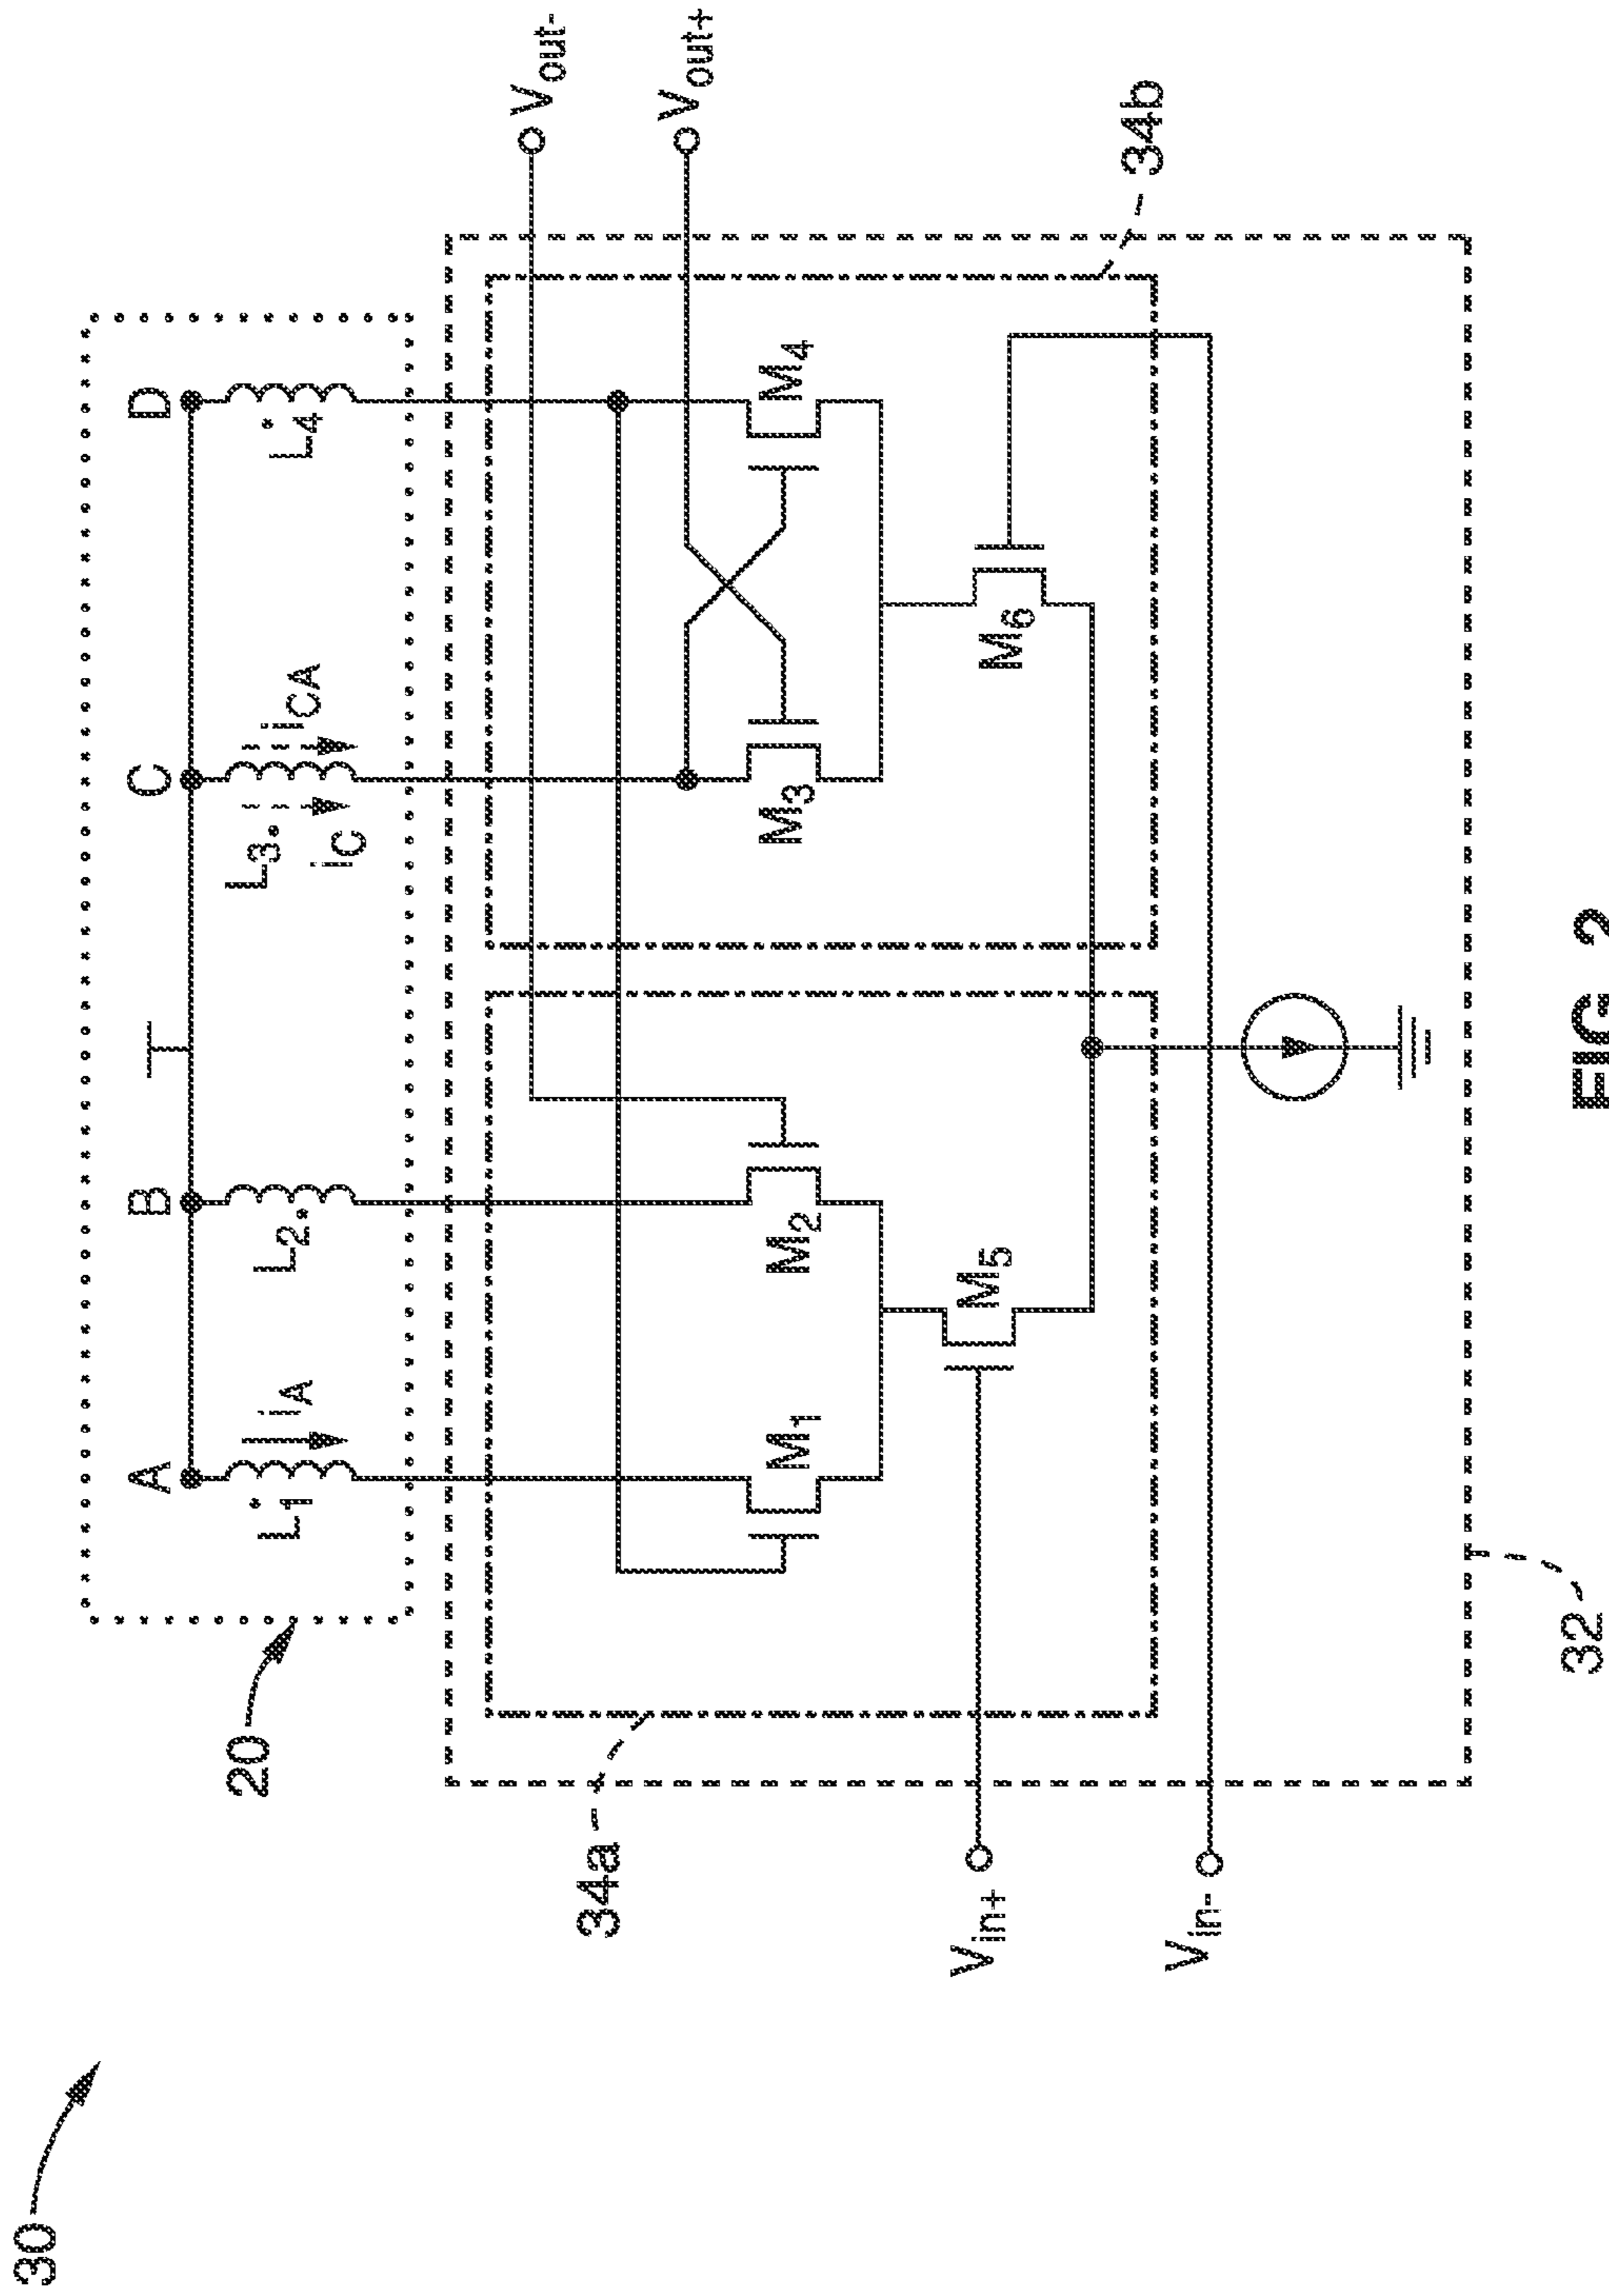 30
20
A
B
C
D
L1
iA
L2
L3
iC
iCA
L4
Vout-
Vout+
34a
34b
M1
M2
M3
M4
M5
M6
Vin+
Vin-
32
FIG. 2